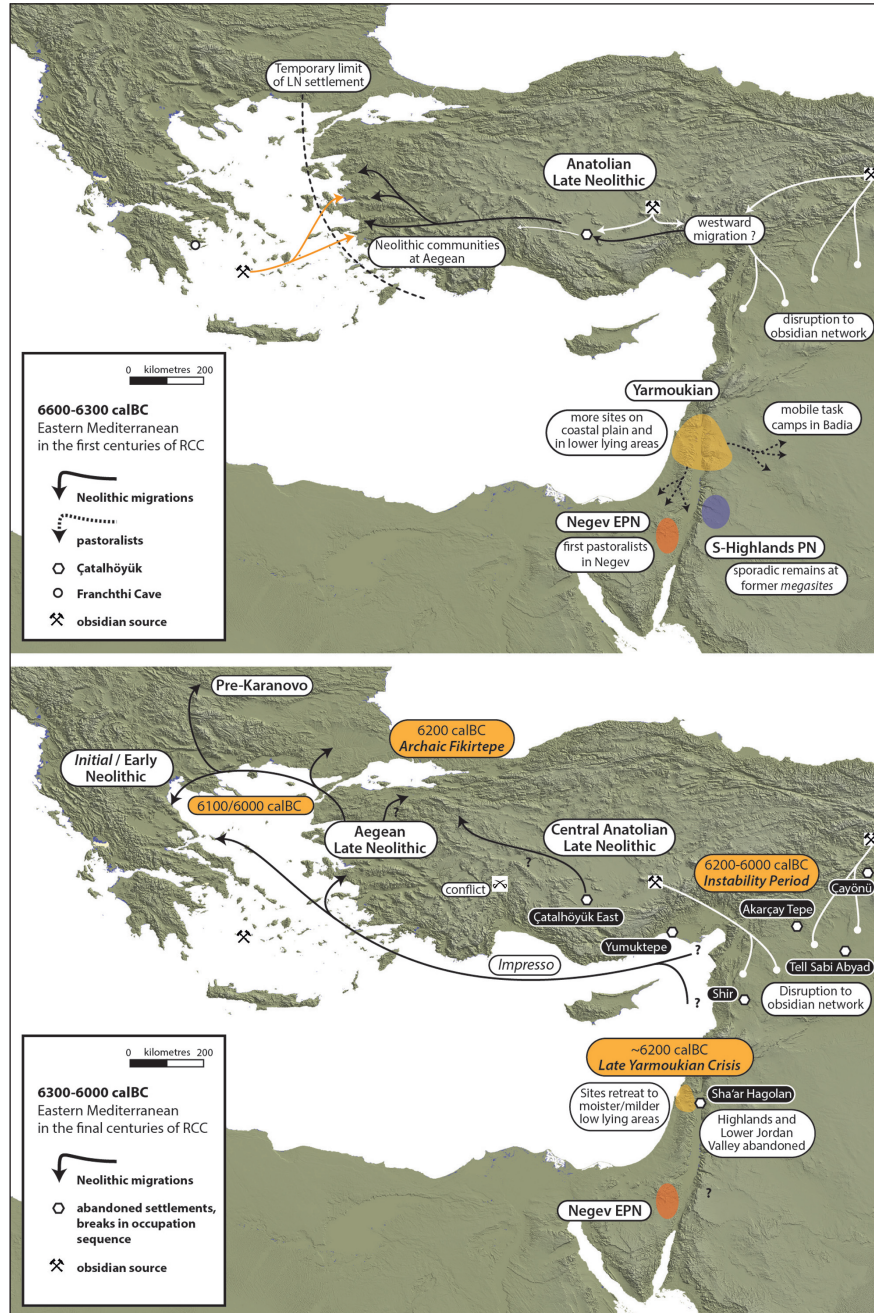 Temporary limit
of LN settlement
Anatolian
Late Neolithic
westward
migration ?
Neolithic communities
at Aegean
disruption to
obsidian network
0 kilometres 200
6600-6300 calBC
Eastern Mediterranean
in the first centuries of RCC
Neolithic migrations
pastoralists
Çatalhöyük
Franchthi Cave
obsidian source
Yarmoukian
more sites on
coastal plain and
in lower lying areas
mobile task
camps in Badia
Negev EPN
first pastoralists
in Negev
S-Highlands PN
sporadic remains at
former megasites
Pre-Karanovo
6200 calBC
Archaic Fikirtepe
Initial / Early
Neolithic
6100/6000 calBC
?
Aegean
Late Neolithic
Central Anatolian
Late Neolithic
?
conflict
6200-6000 calBC
Instability Period
Çayönü
Çatalhöyük East
Akarçay Tepe
Yumuktepe
Tell Sabi Abyad
Impresso
?
?
Shir
Disruption to
obsidian network
~6200 calBC
Late Yarmoukian Crisis
Sites retreat to
moister/milder
low lying areas
Sha'ar Hagolan
Highlands and
Lower Jordan
Valley abandoned
Negev EPN
?
0 kilometres 200
6300-6000 calBC
Eastern Mediterranean
in the final centuries of RCC
Neolithic migrations
abandoned settlements,
breaks in occupation
sequence
obsidian source